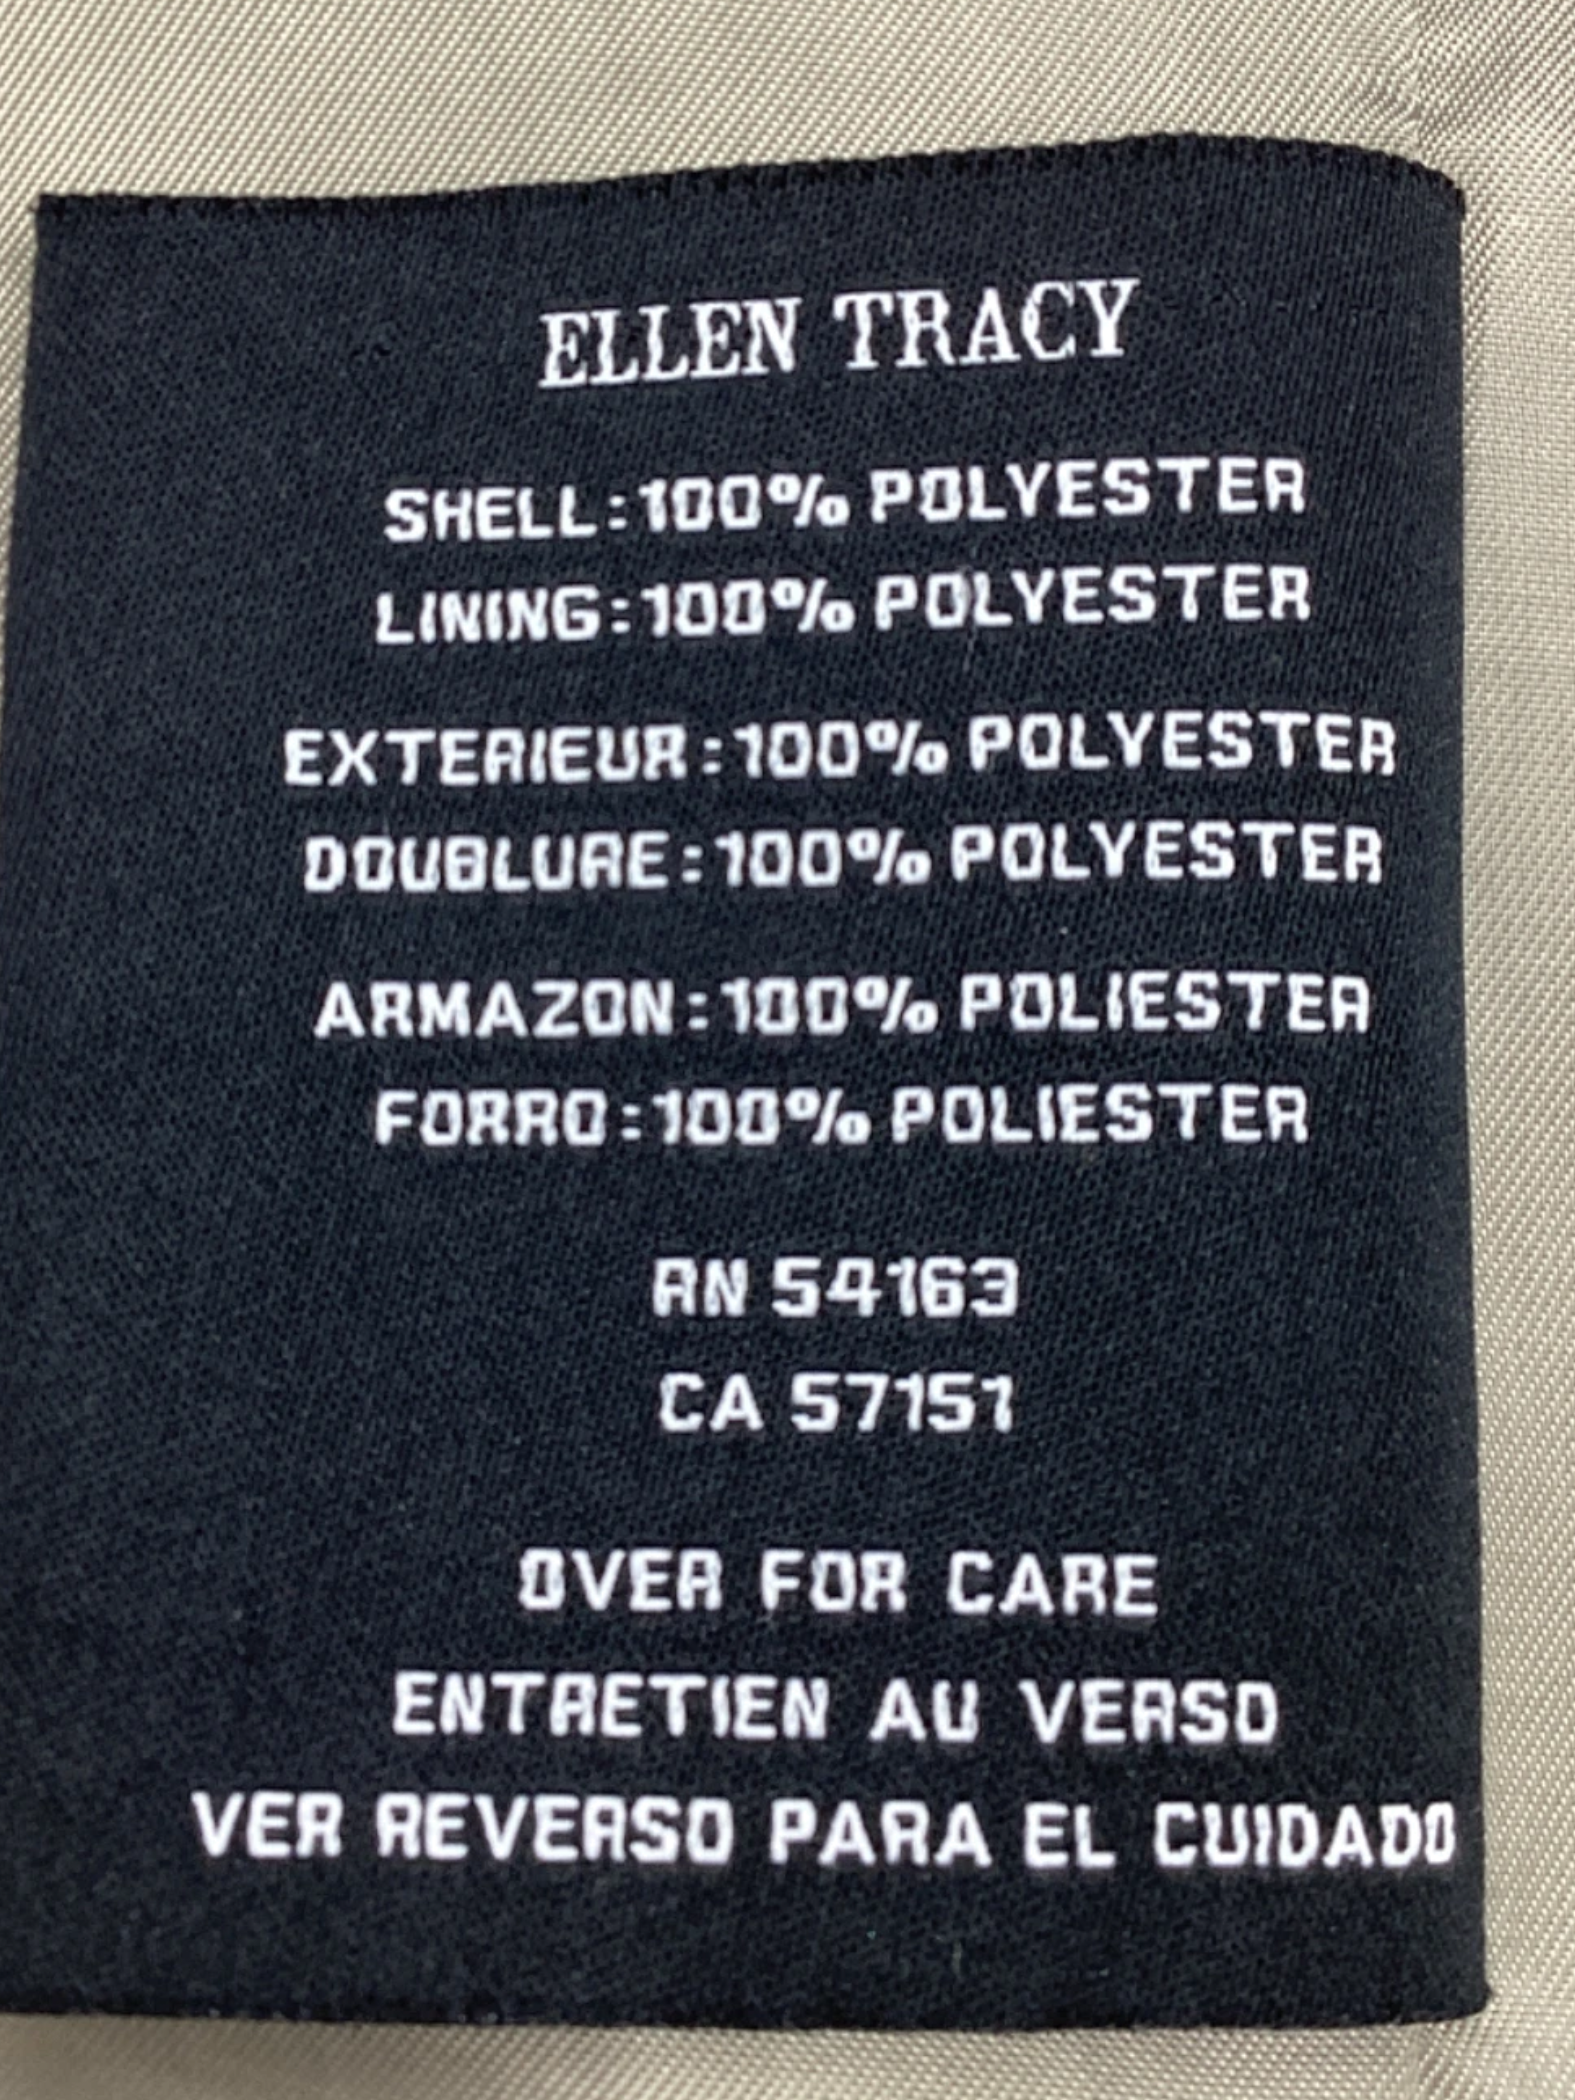 ELLEN TRACY
SHELL:100% POLYESTER
LINING:100% POLYESTER
EXTERIEUR:100% POLYESTER
DOUBLURE:100% POLYESTER
ARMAZON:100% POLIESTER
FORRO:100% POLIESTER
RN 54163
CA 57151
OVER FOR CARE
ENTRETIEN AU VERSO
VER REVERSO PARA EL CUIDADO